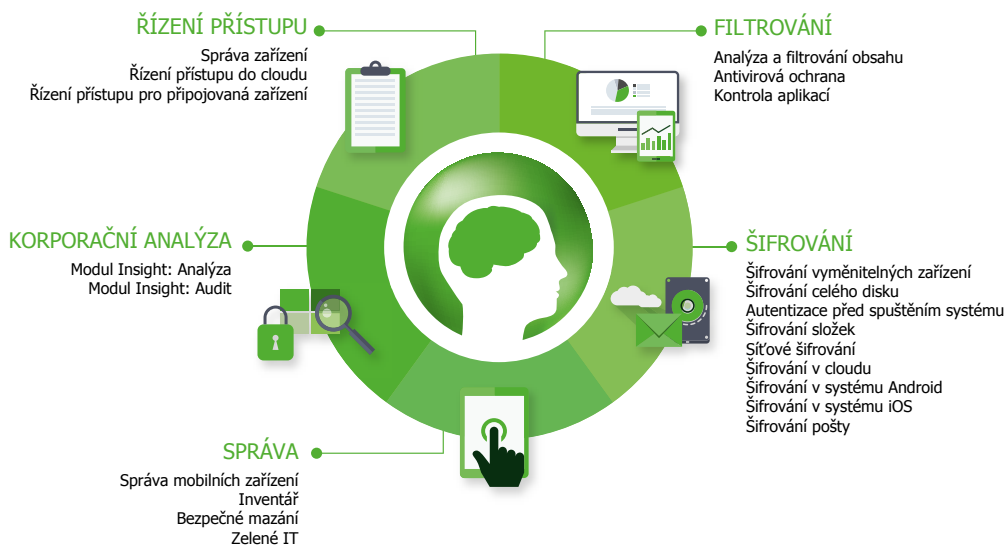 ŘÍZENÍ PŘÍSTUPU
Správa zařízení
Řízení přístupu do cloudu
Řízení přístupu pro připojovaná zařízení
FILTROVÁNÍ
Analýza a filtrování obsahu
Antivirová ochrana
Kontrola aplikací
KORPORAČNÍ ANALÝZA
Modul Insight: Analýza
Modul Insight: Audit
ŠIFROVÁNÍ
Šifrování vyměnitelných zařízení
Šifrování celého disku
Autentizace před spuštěním systému
Šifrování složek
Síťové šifrování
Šifrování v cloudu
Šifrování v systému Android
Šifrování v systému iOS
Šifrování pošty
SPRÁVA
Správa mobilních zařízení
Inventář
Bezpečné mazání
Zelené IT